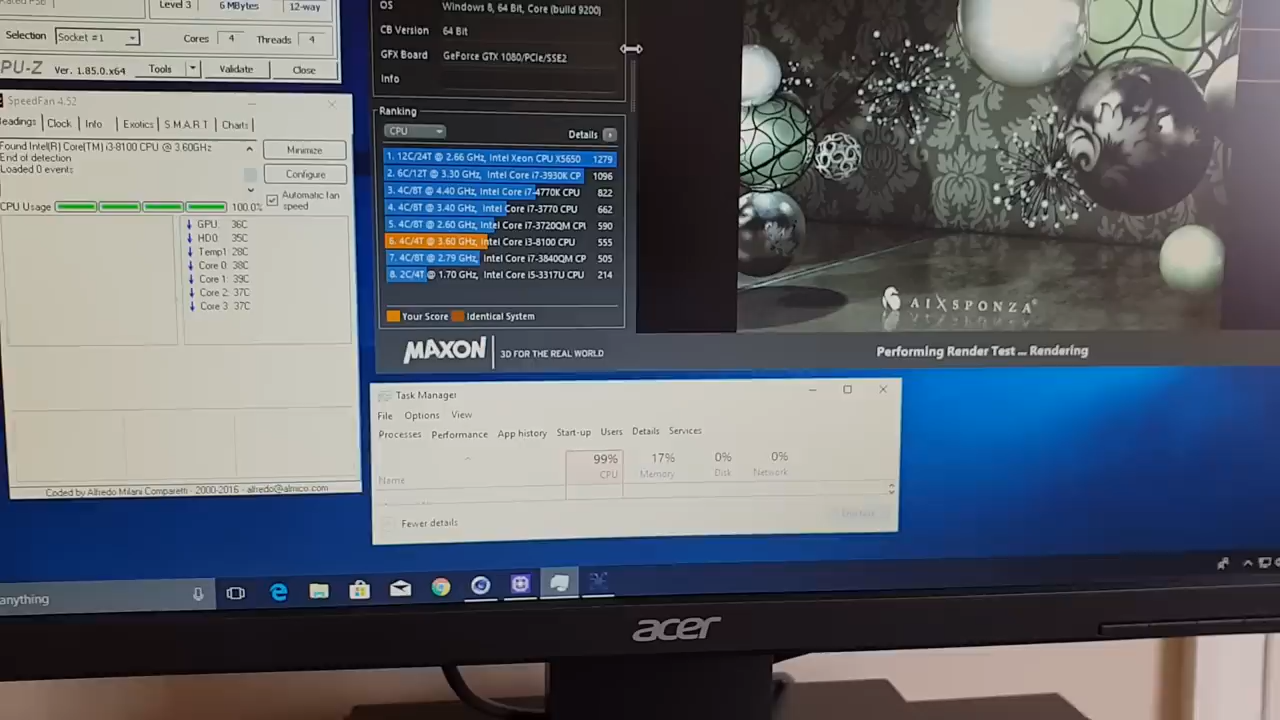 Level 3 6 MBytes 12-way
Selection Socket #1 Cores 4 Threads 4
PU-Z Ver. 1.85.0.x64 Tools Validate Close
SpeedFan 4.52
eadings Clock Info Exotics S.M.A.R.T Charts
Found Intel(R) Core(TM) i3-8100 CPU @ 3.60GHz
End of detection
Loaded 0 events
Minimize
Configure
Automatic fan speed
CPU Usage 100.0%
GPU: 36C
HD0: 35C
Temp1: 28C
Core 0: 38C
Core 1: 39C
Core 2: 37C
Core 3: 37C
Coded by Alfredo Milani Comparetti - 2000-2016 - alfredo@almico.com
OS Windows 8, 64 Bit, Core (build 9200)
CB Version 64 Bit
GFX Board GeForce GTX 1080/PCIe/SSE2
Info
Ranking
CPU Details
1. 12C/24T @ 2.66 GHz, Intel Xeon CPU X5650 1279
2. 6C/12T @ 3.30 GHz, Intel Core i7-3930K CP 1096
3. 4C/8T @ 4.40 GHz, Intel Core i7-4770K CPU 822
4. 4C/8T @ 3.40 GHz, Intel Core i7-3770 CPU 662
5. 4C/8T @ 2.60 GHz, Intel Core i7-3720QM CPU 590
6. 4C/4T @ 3.60 GHz, Intel Core i3-8100 CPU 555
7. 4C/8T @ 2.79 GHz, Intel Core i7-3840QM CP 505
8. 2C/4T @ 1.70 GHz, Intel Core i5-3317U CPU 214
Your Score Identical System
MAXON 3D FOR THE REAL WORLD
AIXSPONZA
Performing Render Test ... Rendering
Task Manager
File Options View
Processes Performance App history Start-up Users Details Services
99% 17% 0% 0%
Name CPU Memory Disk Network
Fewer details
anything
acer